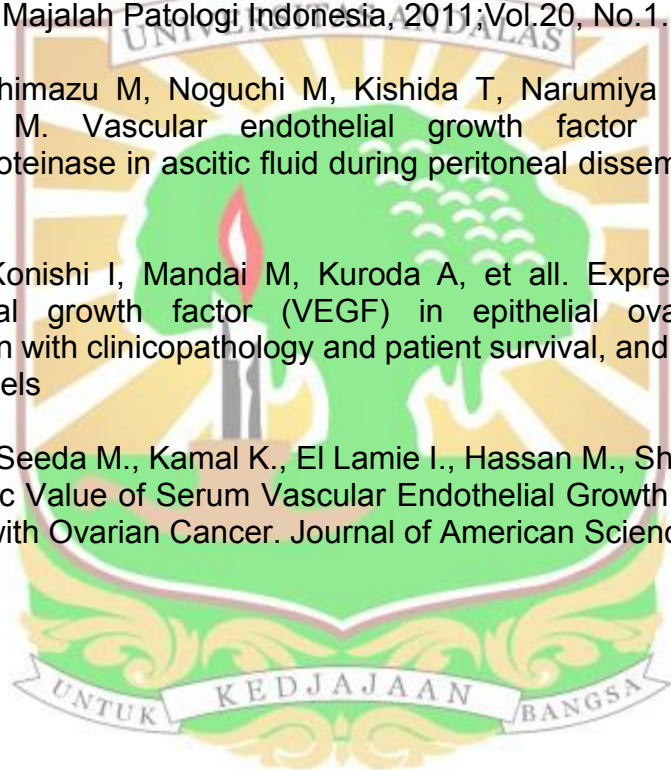 Majalah Patologi Indonesia, 2011;Vol.20, No.1.
UNIVERSITAS ANDALAS
himazu M, Noguchi M, Kishida T, Narumiya
M. Vascular endothelial growth factor
oteinase in ascitic fluid during peritoneal dissem
Konishi I, Mandai M, Kuroda A, et all. Expre
al growth factor (VEGF) in epithelial ova
n with clinicopathology and patient survival, and
els
Seeda M., Kamal K., El Lamie I., Hassan M., Sh
ic Value of Serum Vascular Endothelial Growth
with Ovarian Cancer. Journal of American Scienc
UNTUK KEDJAJAAN BANGSA